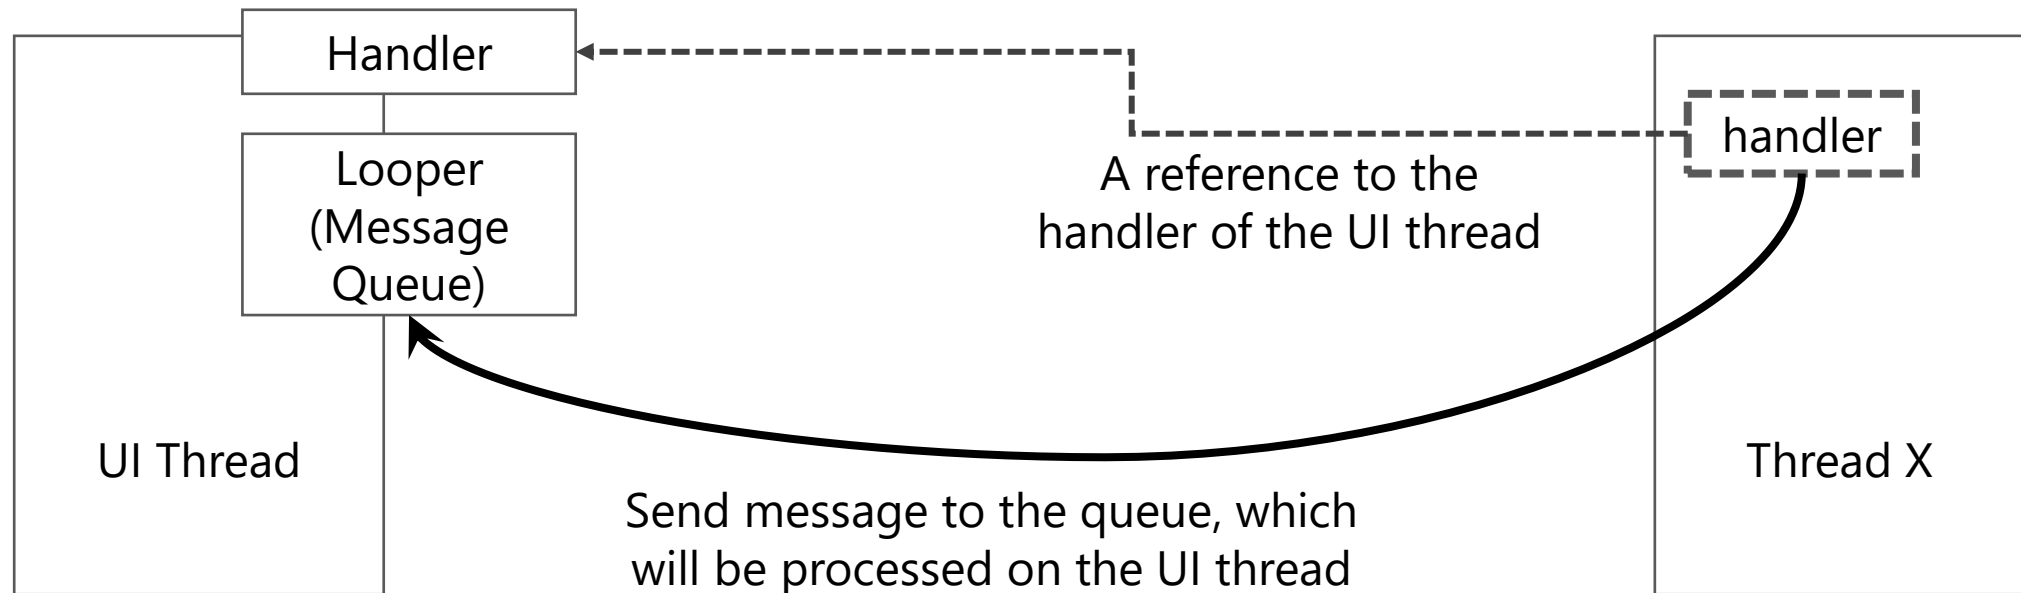 Handler
Looper
(Message
Queue)
UI Thread
A reference to the
handler of the UI thread
Send message to the queue, which
will be processed on the UI thread
handler
Thread X